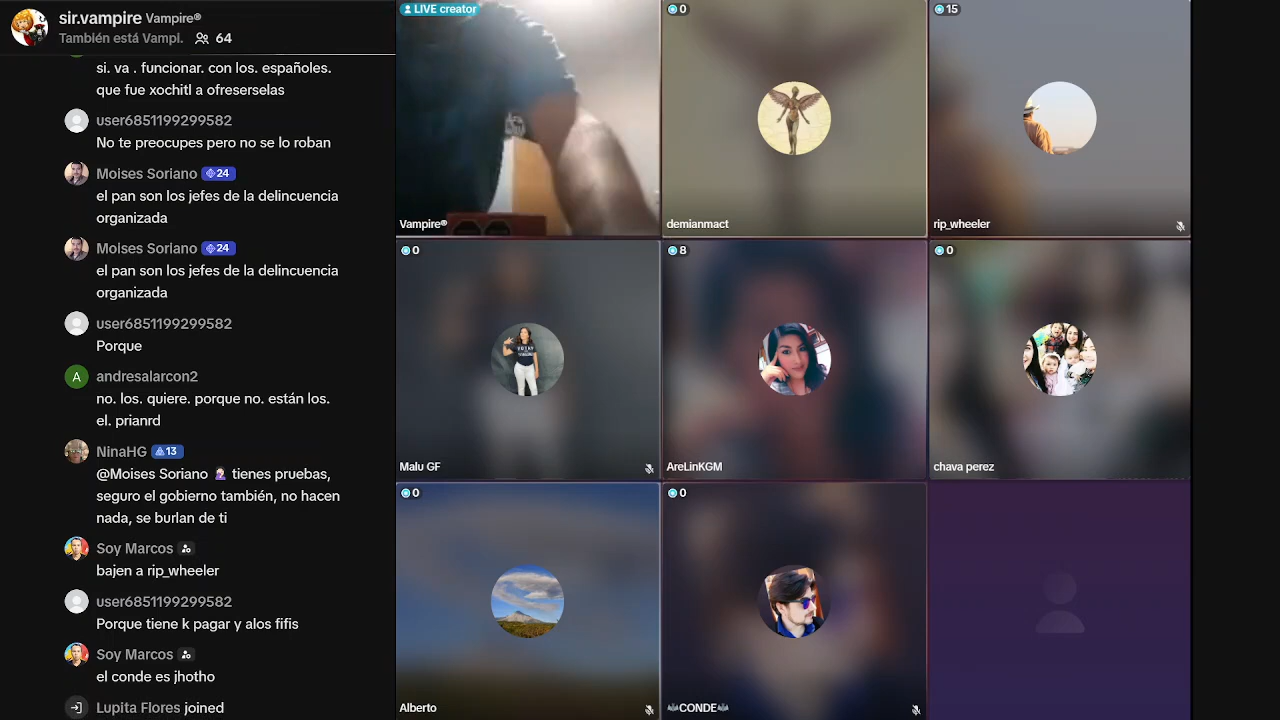 sir.vampire Vampire®
También está Vampi. 64
si. va . funcionar. con los. españoles.
que fue xochitl a ofreserselas
user6851199299582
No te preocupes pero no se lo roban
Moises Soriano 24
el pan son los jefes de la delincuencia
organizada
Moises Soriano 24
el pan son los jefes de la delincuencia
organizada
user6851199299582
Porque
A andresalarcon2
no. los. quiere. porque no. están los.
el. prianrd
NinaHG 13
@Moises Soriano 🤦🏻‍♀️ tienes pruebas,
seguro el gobierno también, no hacen
nada, se burlan de ti
Soy Marcos
bajen a rip_wheeler
user6851199299582
Porque tiene k pagar y alos fifis
Soy Marcos
el conde es jhotho
Lupita Flores joined
LIVE creator
Vampire®
0
demianmact
15
rip_wheeler
0
Malu GF
8
AreLinKGM
0
chava perez
0
Alberto
0
🦇CONDE🦇